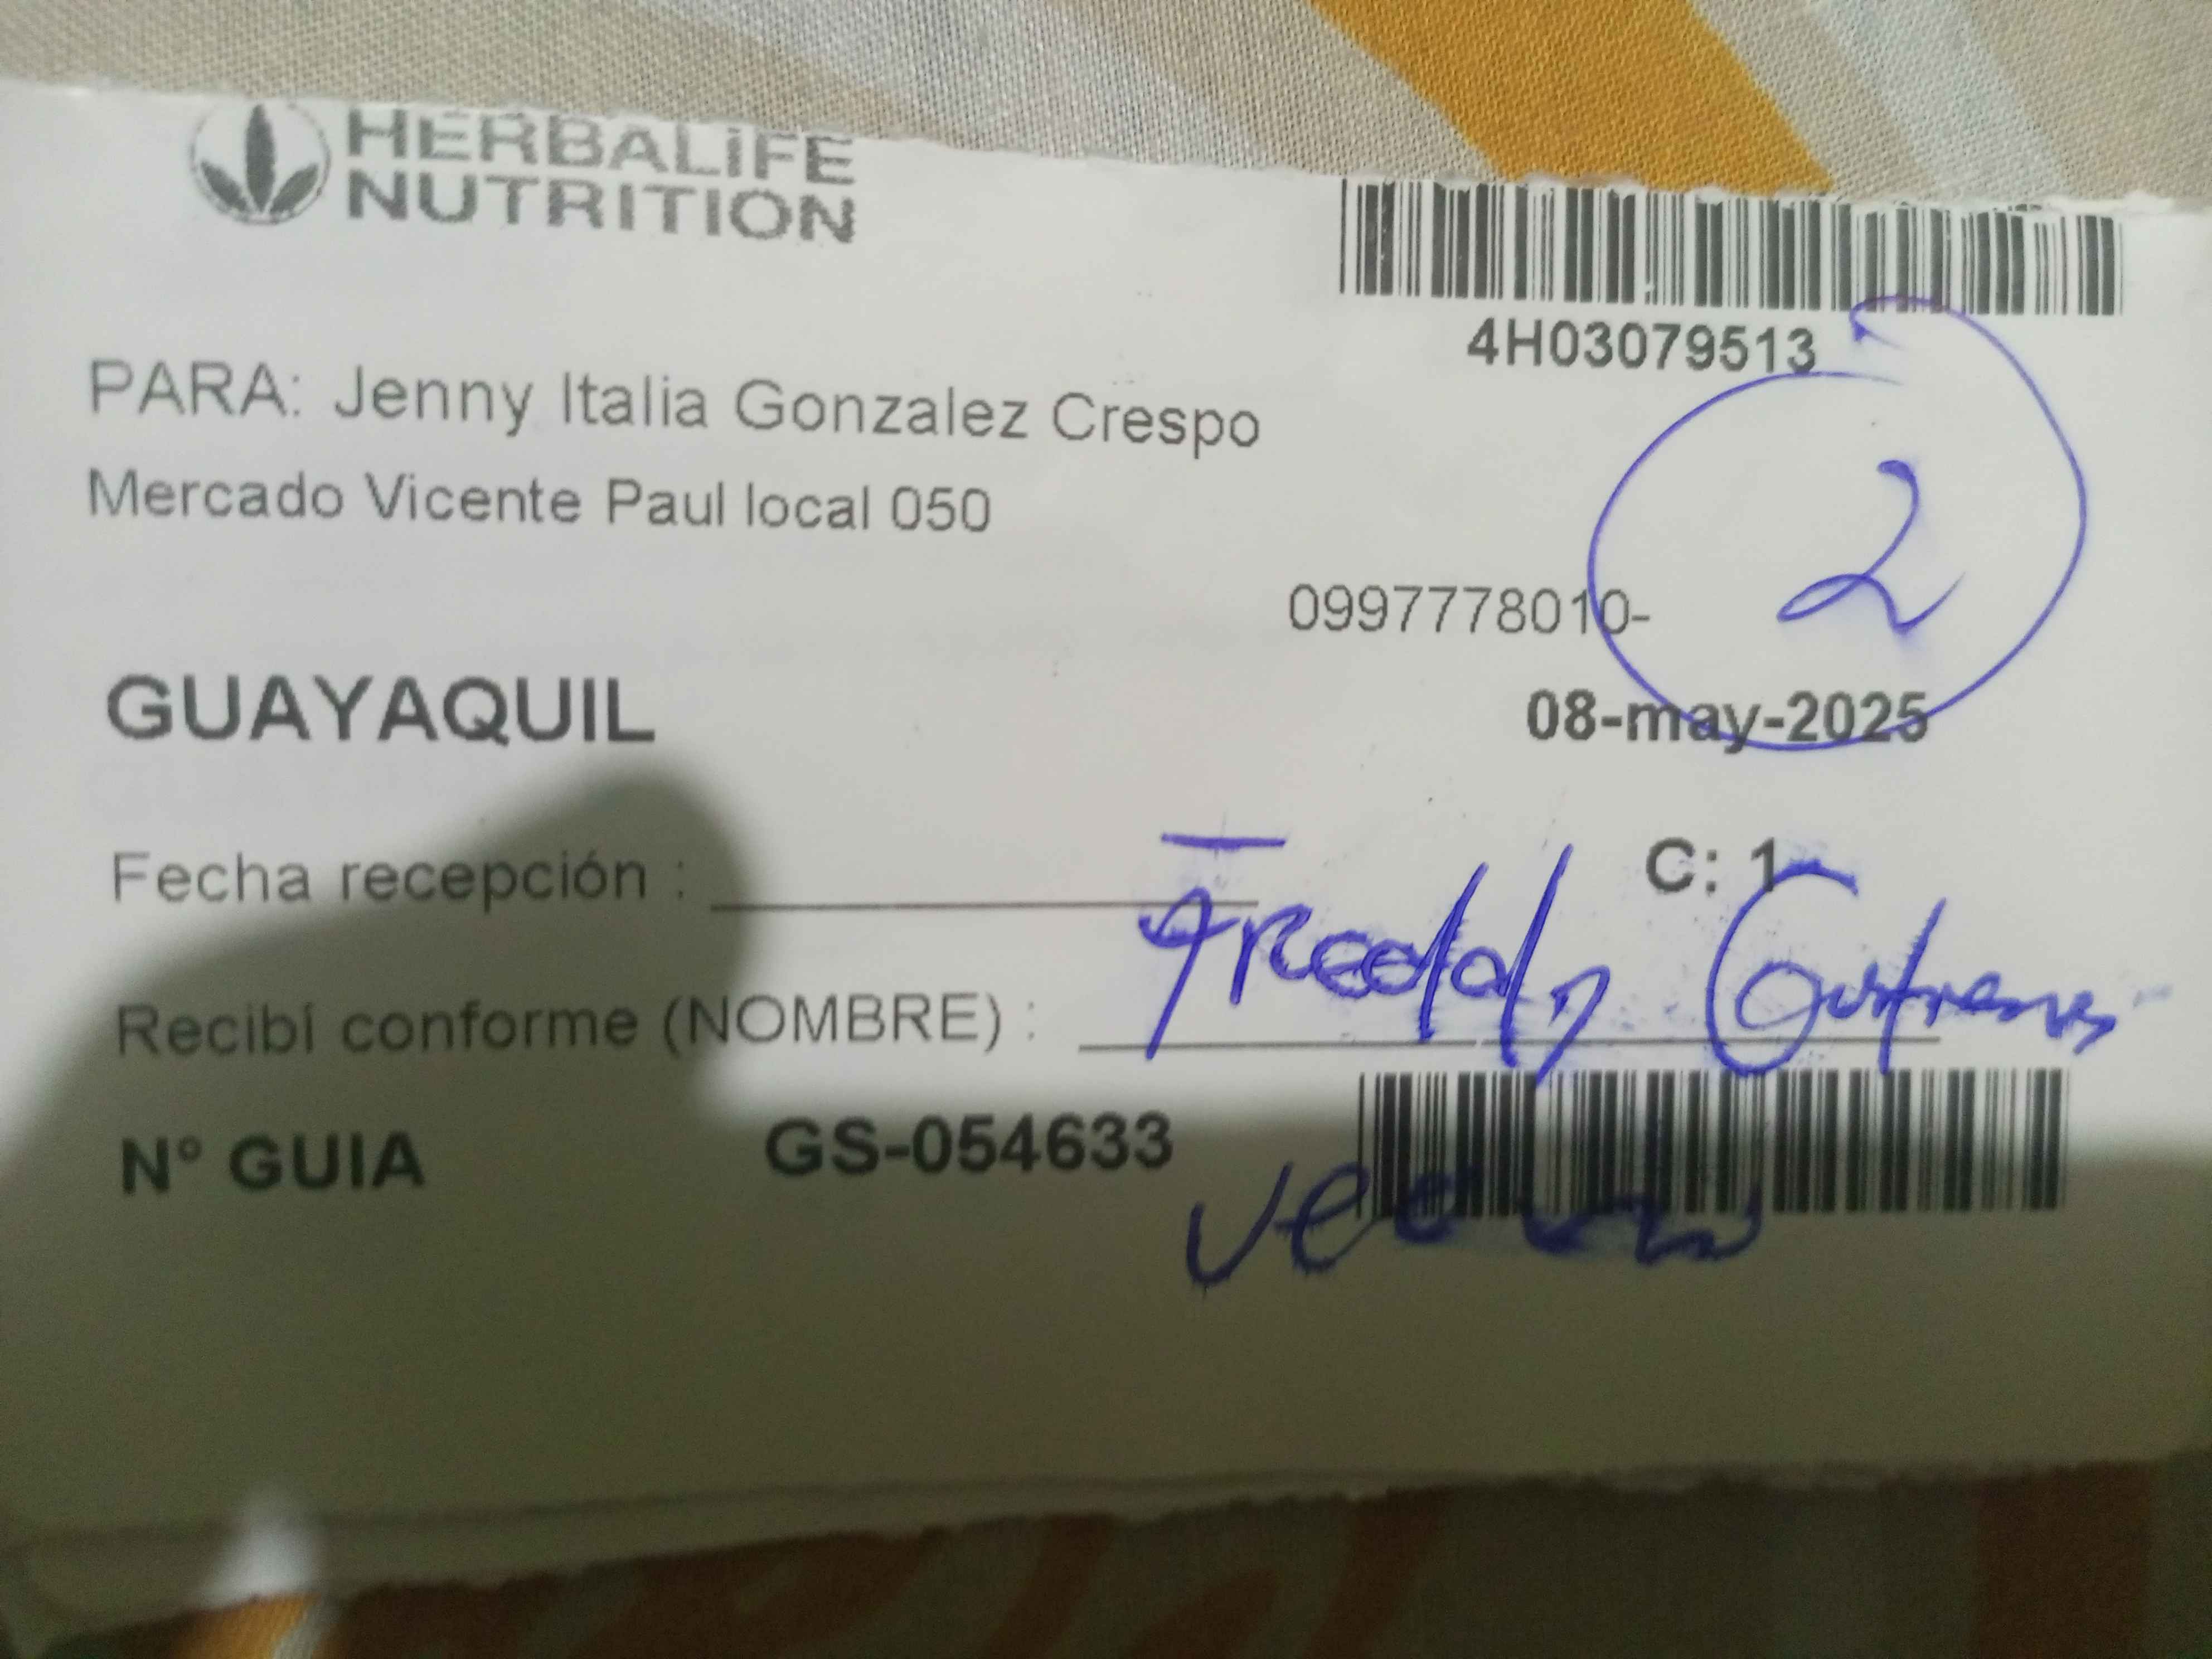 HERBALIFE
NUTRITION
4H03079513
PARA: Jenny Italia Gonzalez Crespo
Mercado Vicente Paul local 050
2
0997778010-
GUAYAQUIL
08-may-2025
C: 1
Fecha recepción :
Recibí conforme (NOMBRE) : Freddy
Nº GUIA GS-054633